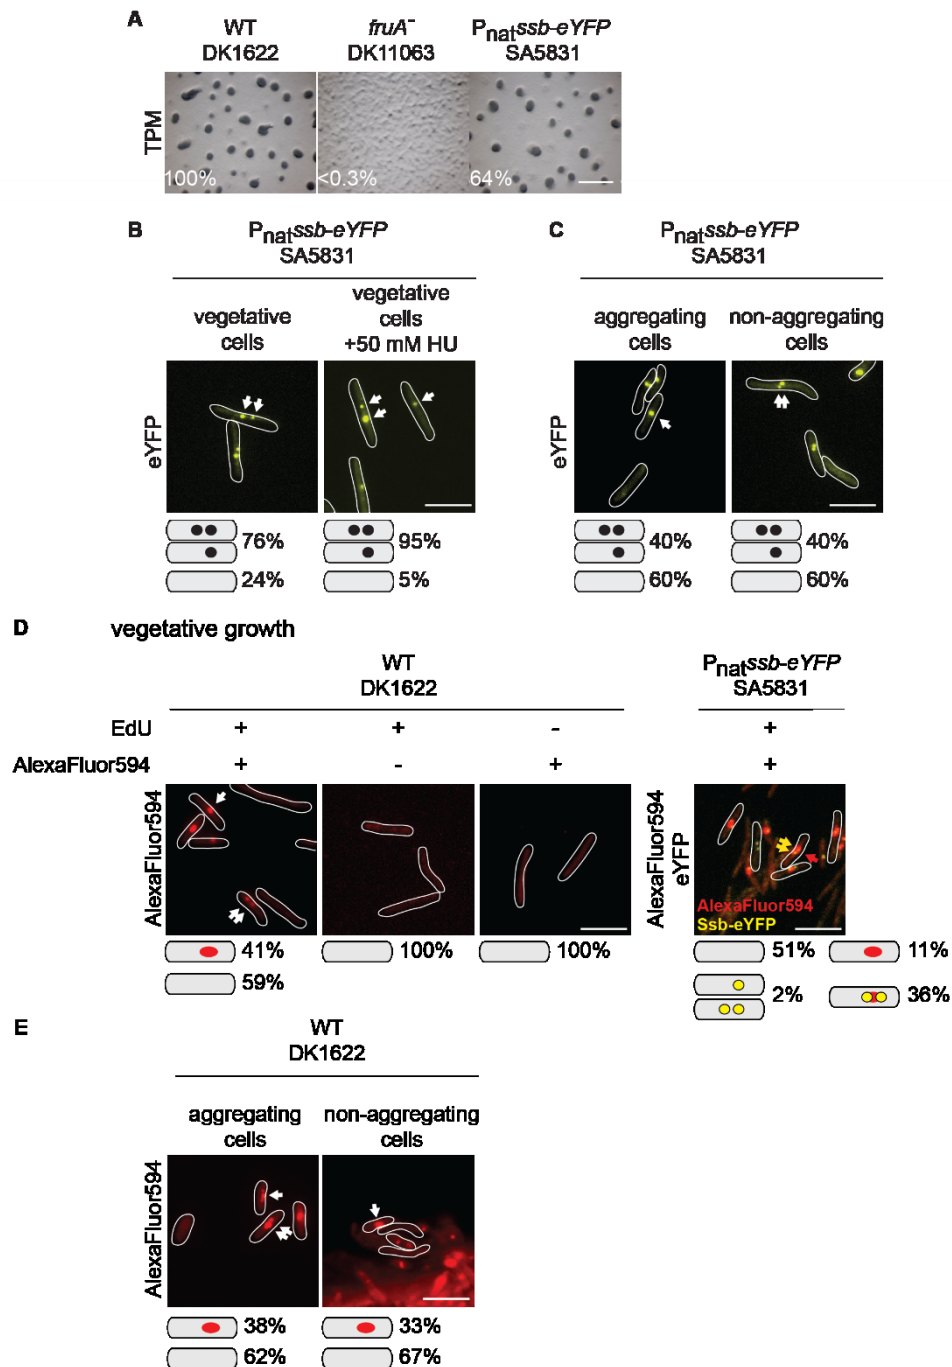 A
WT
DK1622
fruA-
DK11063
Pnatssb-eYFP
SA5831
TPM
100%
<0.3%
64%
B
Pnatssb-eYFP
SA5831
vegetative
cells
vegetative
cells
+50 mM HU
eYFP
76%
24%
95%
5%
C
Pnatssb-eYFP
SA5831
aggregating
cells
non-aggregating
cells
eYFP
40%
60%
40%
60%
D vegetative growth
WT
DK1622
Pnatssb-eYFP
SA5831
EdU + + - +
AlexaFluor594 + - + +
AlexaFluor594
AlexaFluor594
eYFP
AlexaFluor594
Ssb-eYFP
41%
59%
100%
100%
51%
11%
2%
36%
E
WT
DK1622
aggregating
cells
non-aggregating
cells
AlexaFluor594
38%
62%
33%
67%